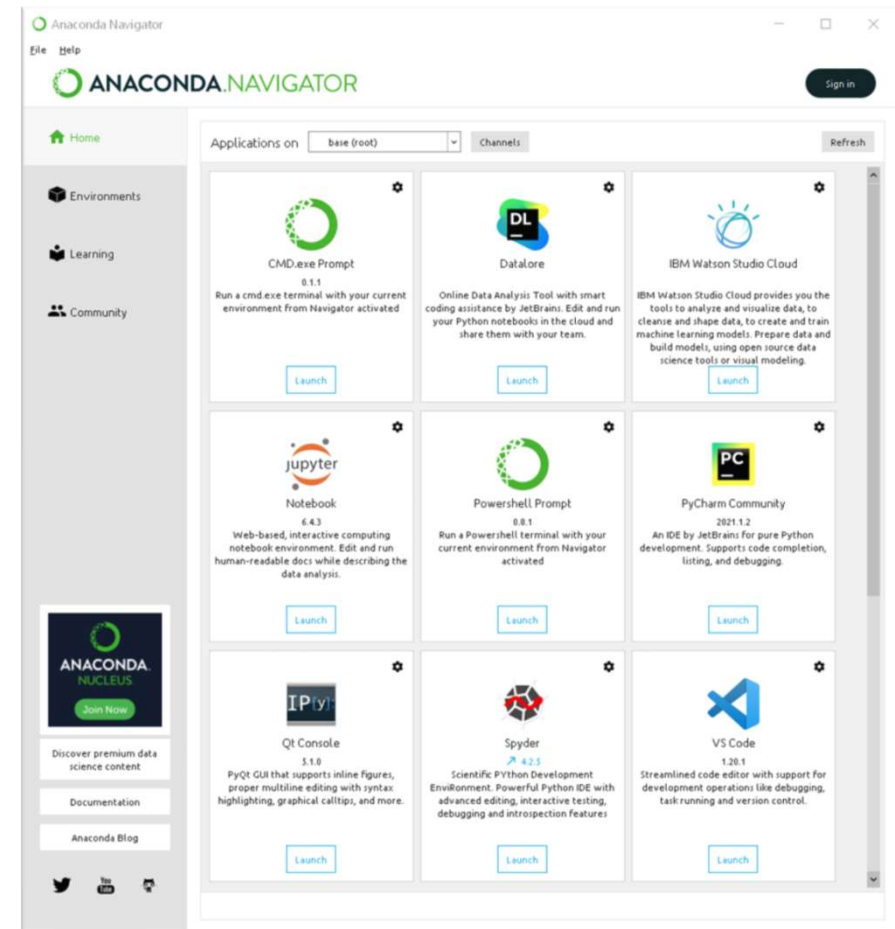 Anaconda Navigator
File Help
ANACONDA.NAVIGATOR
Sign in
Home
Environments
Learning
Community
Applications on base (root) Channels Refresh
CMD.exe Prompt
0.1.1
Run a cmd.exe terminal with your current
environment from Navigator activated
Launch
DL
Datalore
Online Data Analysis Tool with smart
coding assistance by JetBrains. Edit and run
your Python notebooks in the cloud and
share them with your team.
Launch
IBM Watson Studio Cloud
IBM Watson Studio Cloud provides you the
tools to analyze and visualize data, to
cleanse and shape data, to create and train
machine learning models. Prepare data and
build models, using open source data
science tools or visual modeling.
Launch
jupyter
Notebook
6.4.3
Web-based, interactive computing
notebook environment. Edit and run
human-readable docs while describing the
data analysis.
Launch
Powershell Prompt
0.0.1
Run a Powershell terminal with your
current environment from Navigator
activated
Launch
PC
PyCharm Community
2021.1.2
An IDE by JetBrains for pure Python
development. Supports code completion,
listing, and debugging.
Launch
IP[y]:
Qt Console
5.1.0
PyQt GUI that supports inline figures,
proper multiline editing with syntax
highlighting, graphical calltips, and more.
Launch
Spyder
4.2.5
Scientific PYthon Development
EnviRonment. Powerful Python IDE with
advanced editing, interactive testing,
debugging and introspection features
Launch
VS Code
1.20.1
Streamlined code editor with support for
development operations like debugging,
task running and version control.
Launch
ANACONDA.
NUCLEUS
Join Now
Discover premium data
science content
Documentation
Anaconda Blog
You
Tube